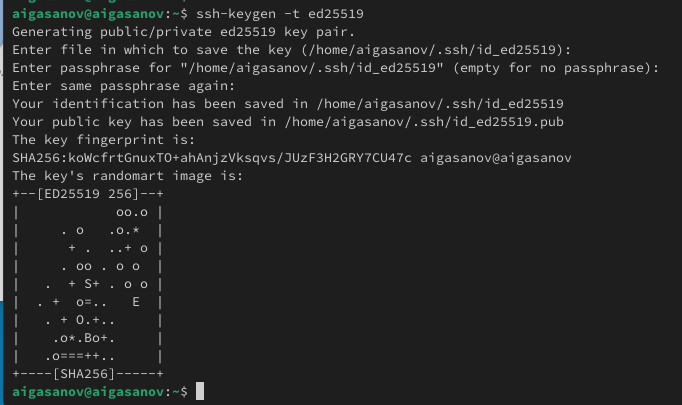 aigasanov@aigasanov:~$ ssh-keygen -t ed25519
Generating public/private ed25519 key pair.
Enter file in which to save the key (/home/aigasanov/.ssh/id_ed25519):
Enter passphrase for "/home/aigasanov/.ssh/id_ed25519" (empty for no passphrase):
Enter same passphrase again:
Your identification has been saved in /home/aigasanov/.ssh/id_ed25519
Your public key has been saved in /home/aigasanov/.ssh/id_ed25519.pub
The key fingerprint is:
SHA256:koWcfrtGnuxTO+ahAnjzVksqvs/JUzF3H2GRY7CU47c aigasanov@aigasanov
The key's randomart image is:
+--[ED25519 256]--+
|            oo.o |
|     . o   .o.*  |
|      + .  ..+ o |
|     . oo . o o  |
|   .  + S+ . o o |
|  . +  o=..   E  |
|   . + O.+..     |
|    .o*.Bo+.     |
|   .o===++..     |
+----[SHA256]-----+
aigasanov@aigasanov:~$